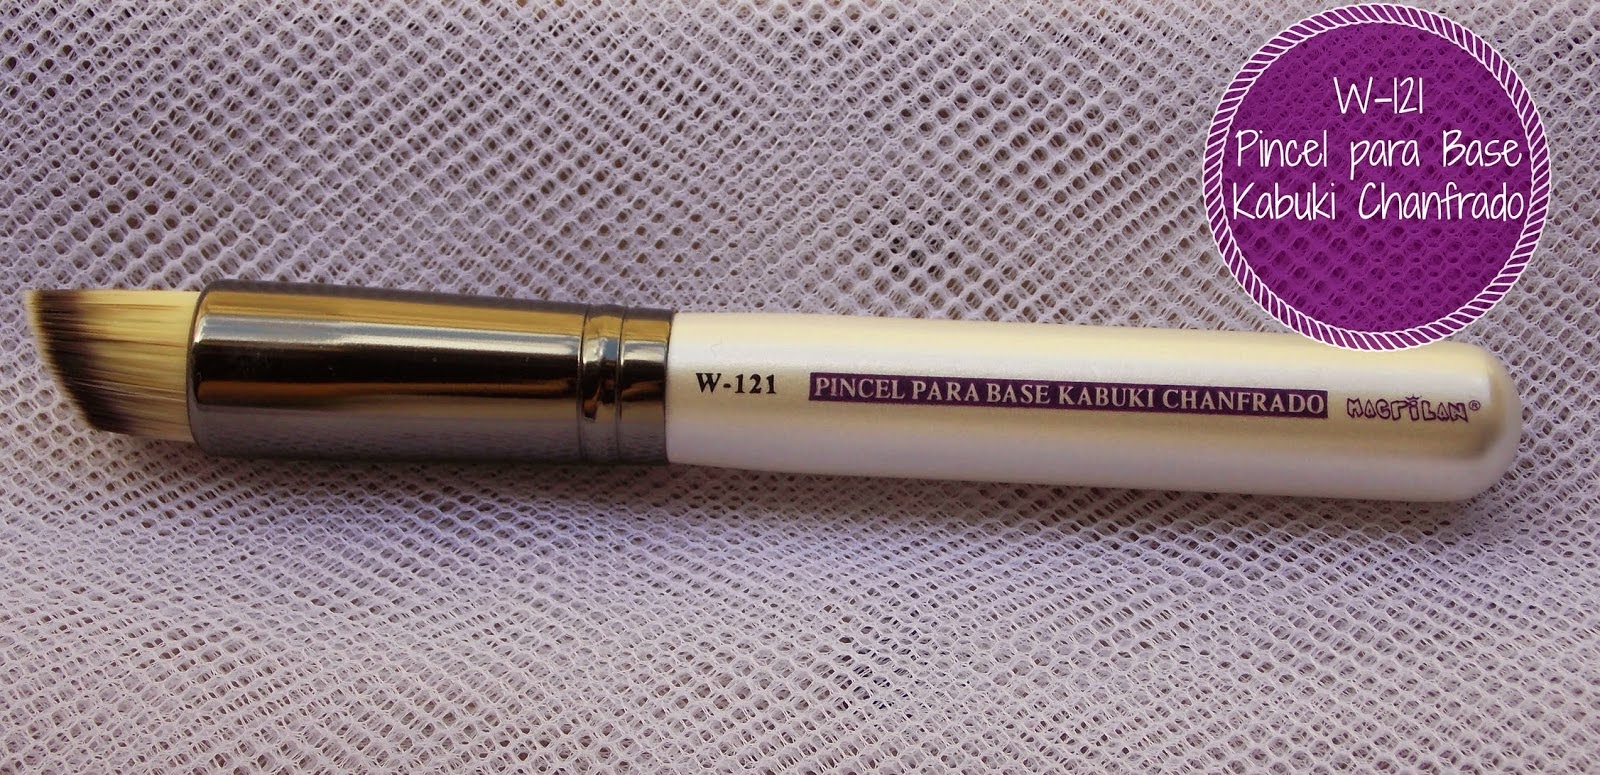 W-121
Pincel para Base
Kabuki Chanfrado
W-121 PINCEL PARA BASE KABUKI CHANFRADO MACRILAN®